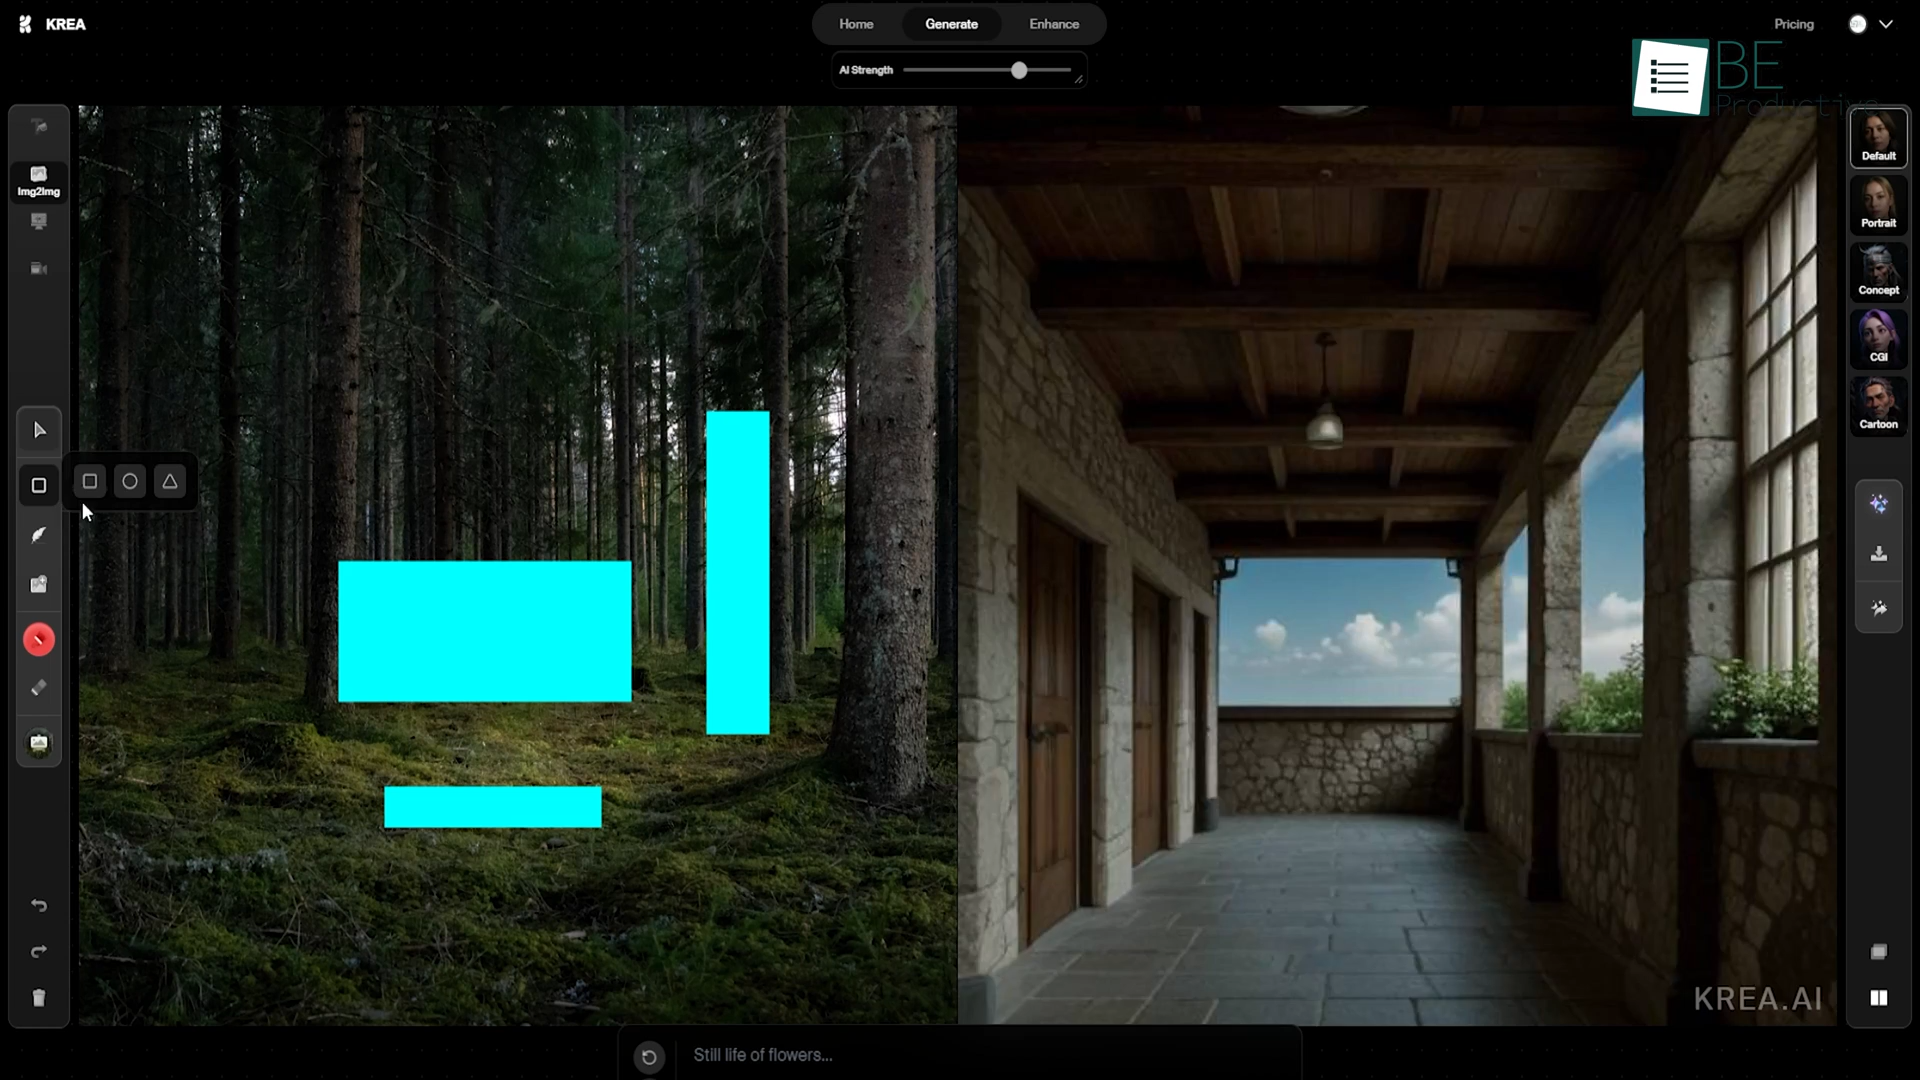 KREA
Home
Generate
Enhance
Pricing
AI Strength
BE
Productive
Img2Img
Default
Portrait
Concept
CGI
Cartoon
KREA.AI
Still life of flowers...